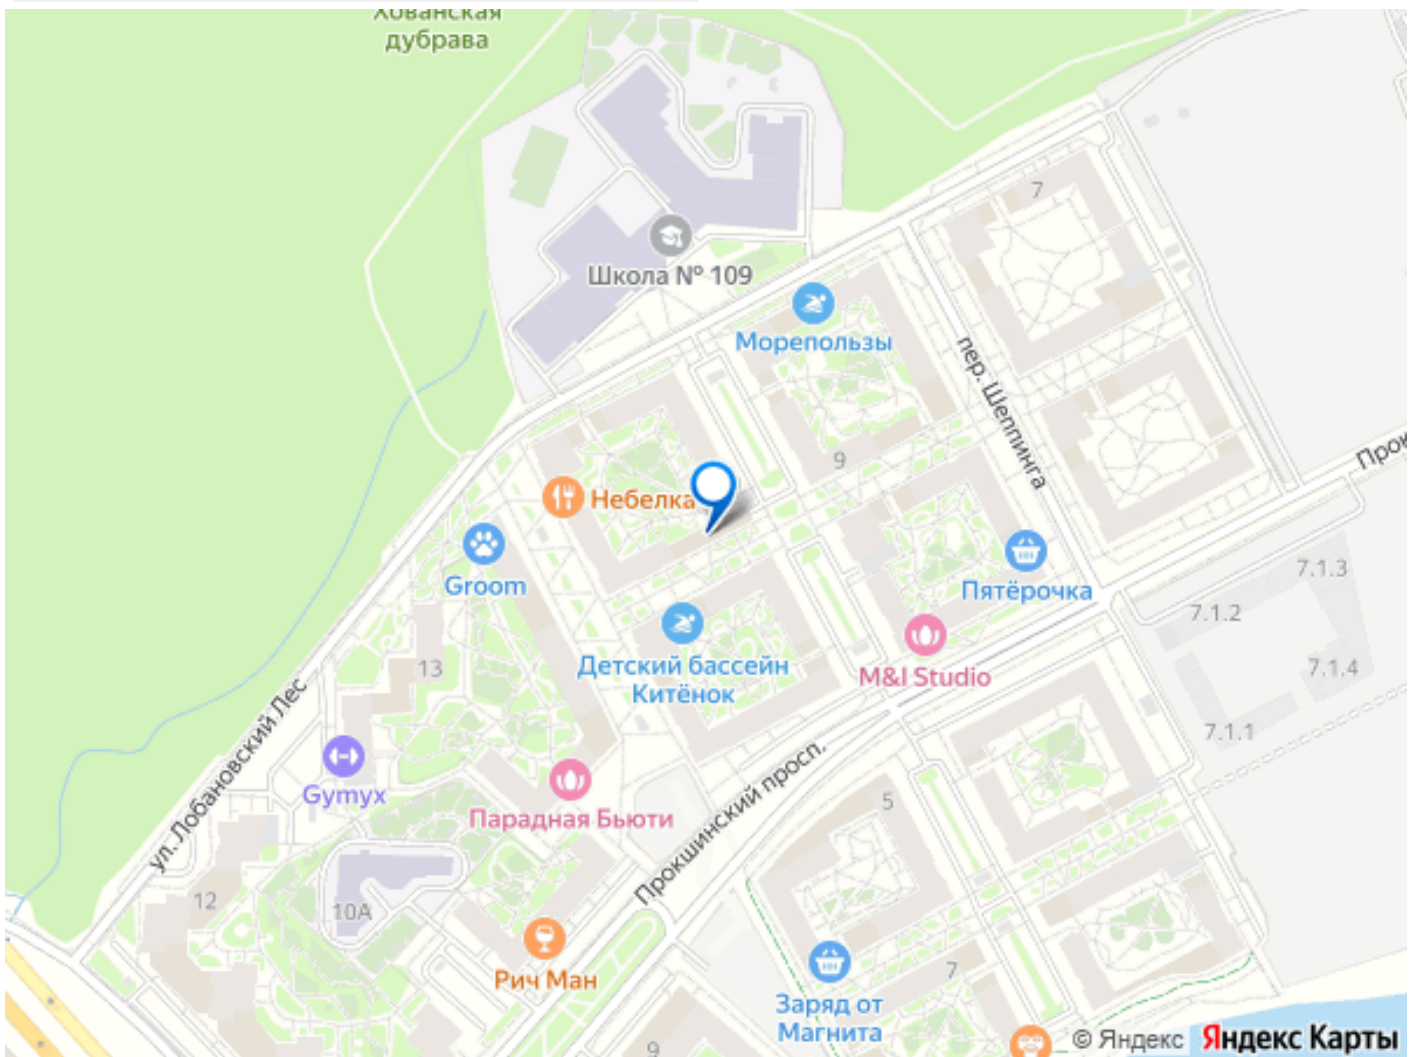 Хованская
дубрава
7
Школа № 109
Морепользы
пер. Шеппинга
9
Небелка
Groom
Пятёрочка
7.1.3
7.1.2
7.1.4
7.1.1
13
Детский бассейн
Китёнок
M&I Studio
ул. Лобановский Лес
Gymyx
Парадная Бьюти
Прокшинский просп.
5
12
10А
Рич Ман
7
Заряд от
Магнита
9
© Яндекс Яндекс Карты